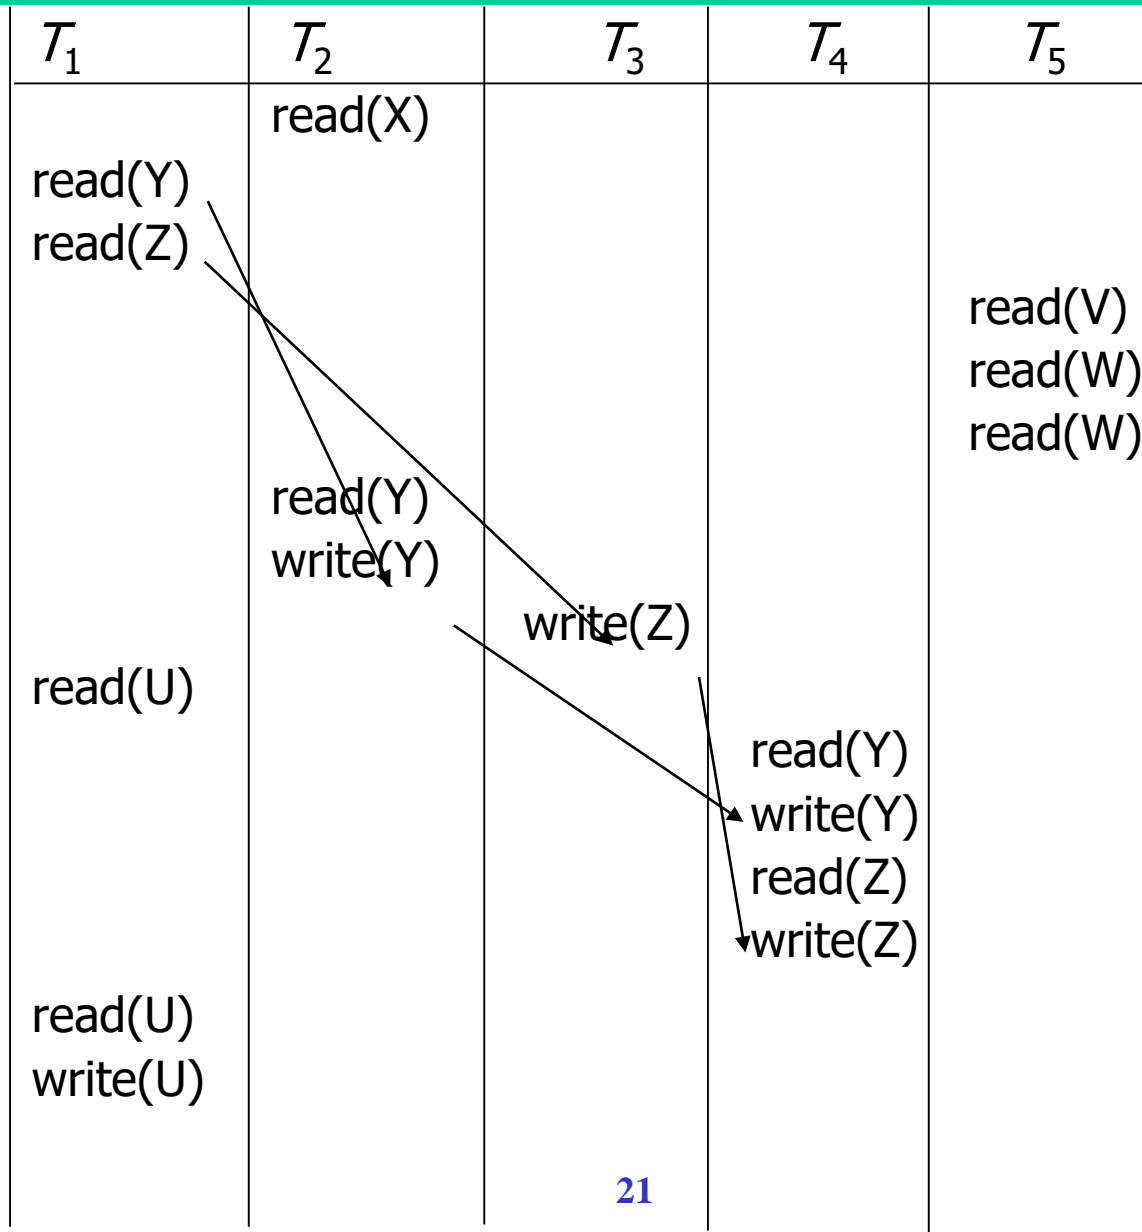 T1 T2 T3 T4 T5
read(X)
read(Y)
read(Z)
read(V)
read(W)
read(W)
read(Y)
write(Y)
write(Z)
read(U)
read(Y)
write(Y)
read(Z)
write(Z)
read(U)
write(U)
21